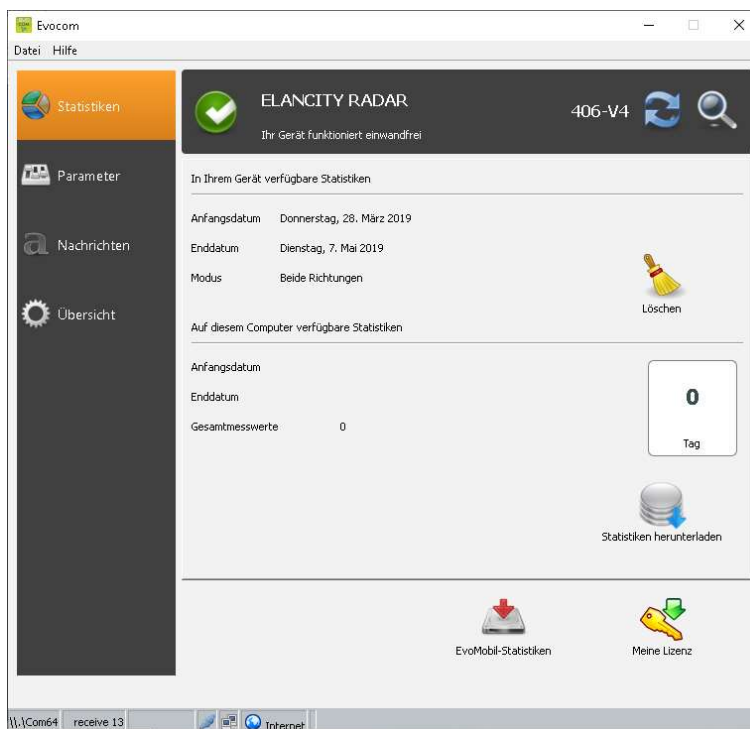 Evocom
Datei Hilfe
Statistiken
ELANCITY RADAR
406-V4
Ihr Gerät funktioniert einwandfrei
Parameter
Nachrichten
Übersicht
In Ihrem Gerät verfügbare Statistiken
Anfangsdatum Donnerstag, 28. März 2019
Enddatum Dienstag, 7. Mai 2019
Modus Beide Richtungen
Löschen
Auf diesem Computer verfügbare Statistiken
Anfangsdatum
Enddatum
Gesamtmesswerte 0
0
Tag
Statistiken herunterladen
EvoMobil-Statistiken
Meine Lizenz
\\.\Com64 receive 13 Internet